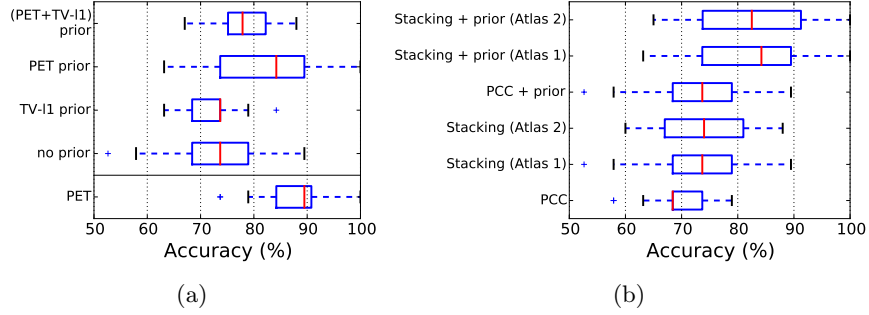 (PET+TV-l1)
prior
PET prior
TV-l1 prior
no prior
PET
50 60 70 80 90 100
Accuracy (%)
(a)
Stacking + prior (Atlas 2)
Stacking + prior (Atlas 1)
PCC + prior
Stacking (Atlas 2)
Stacking (Atlas 1)
PCC
50 60 70 80 90 100
Accuracy (%)
(b)